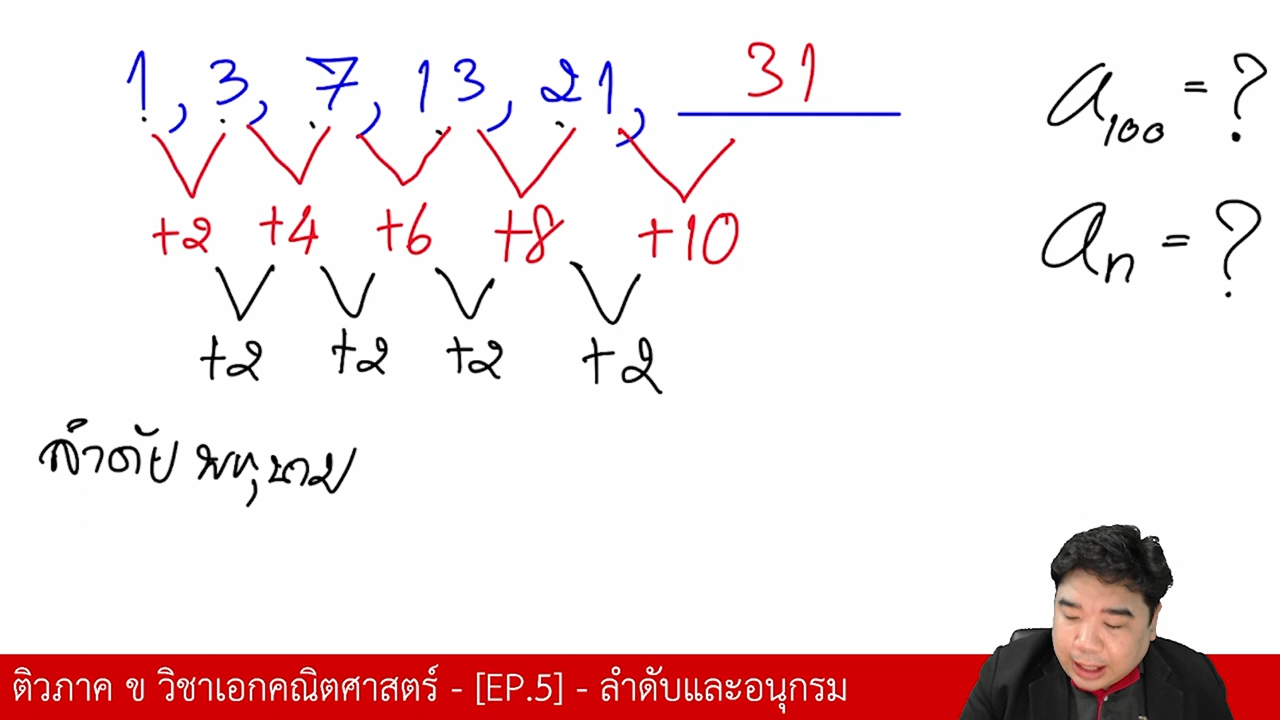 1, 3, 7, 13, 21, 31
a₁₀₀ = ?
+2 +4 +6 +8 +10
aₙ = ?
+2 +2 +2 +2
ลำดับพหุนาม
ติวภาค ข วิชาเอกคณิตศาสตร์ - [EP.5] - ลำดับและอนุกรม